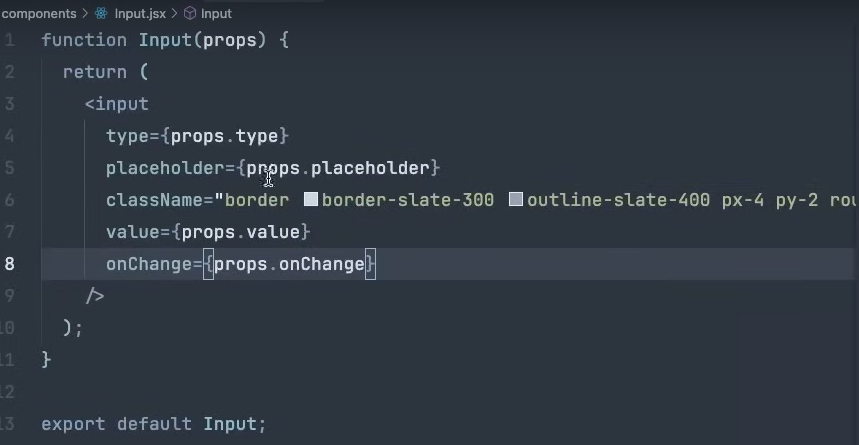 components > Input.jsx > Input
1 function Input(props) {
2 return (
3 <input
4 type={props.type}
5 placeholder={props.placeholder}
6 className="border border-slate-300 outline-slate-400 px-4 py-2
7 value={props.value}
8 onChange={props.onChange}
9 />
10 );
11 }
12
13 export default Input;